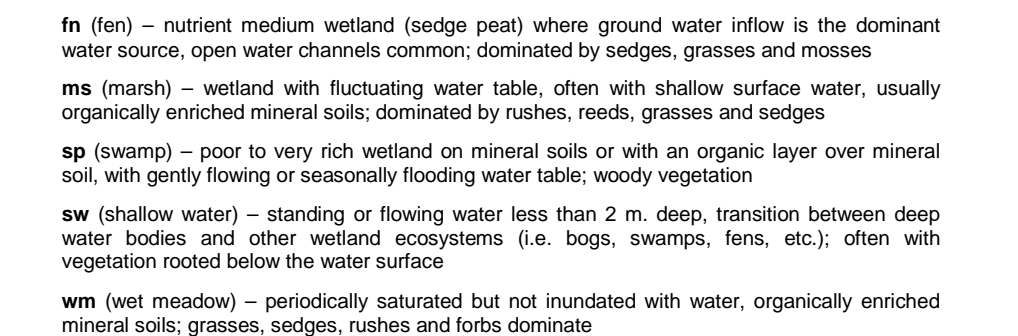 fn (fen) – nutrient medium wetland (sedge peat) where ground water inflow is the dominant
water source, open water channels common; dominated by sedges, grasses and mosses
ms (marsh) – wetland with fluctuating water table, often with shallow surface water, usually
organically enriched mineral soils; dominated by rushes, reeds, grasses and sedges
sp (swamp) – poor to very rich wetland on mineral soils or with an organic layer over mineral
soil, with gently flowing or seasonally flooding water table; woody vegetation
sw (shallow water) – standing or flowing water less than 2 m. deep, transition between deep
water bodies and other wetland ecosystems (i.e. bogs, swamps, fens, etc.); often with
vegetation rooted below the water surface
wm (wet meadow) – periodically saturated but not inundated with water, organically enriched
mineral soils; grasses, sedges, rushes and forbs dominate